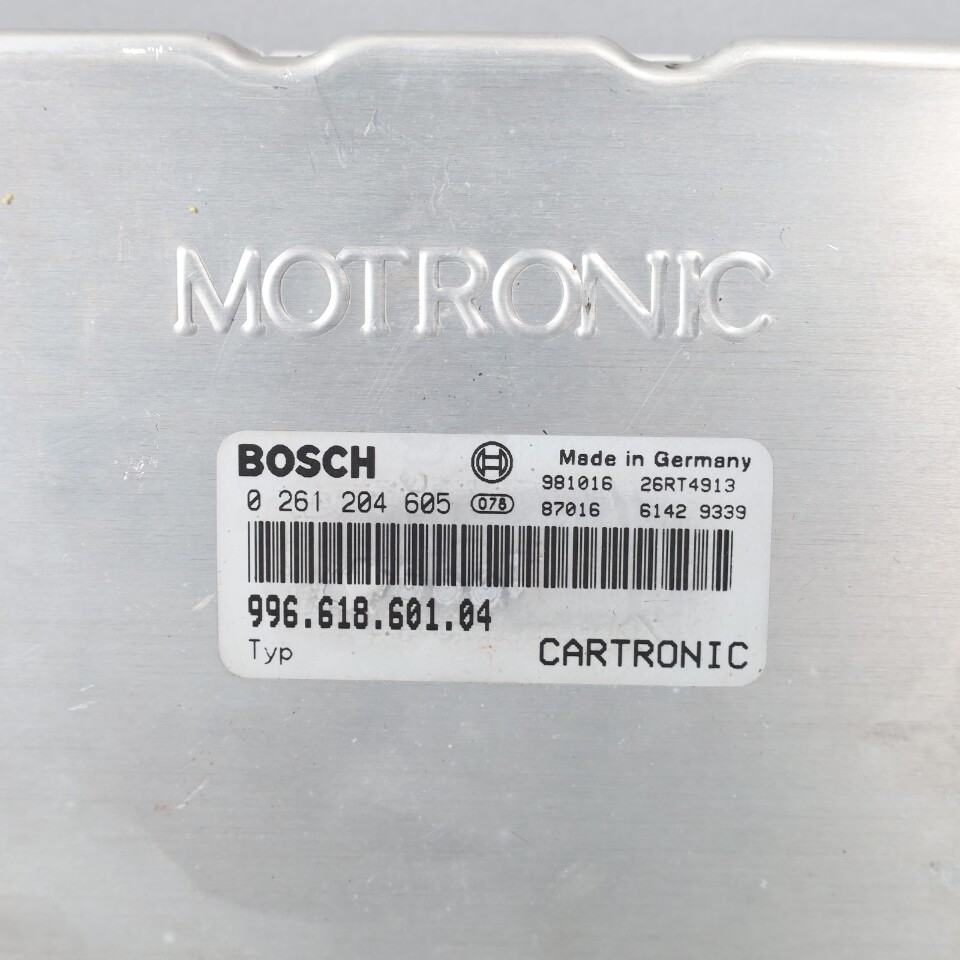 MOTRONIC
BOSCH Made in Germany
981016 26RT4913
0 261 204 605 078
87016 6142 9339
996.618.601.04
Typ CARTRONIC